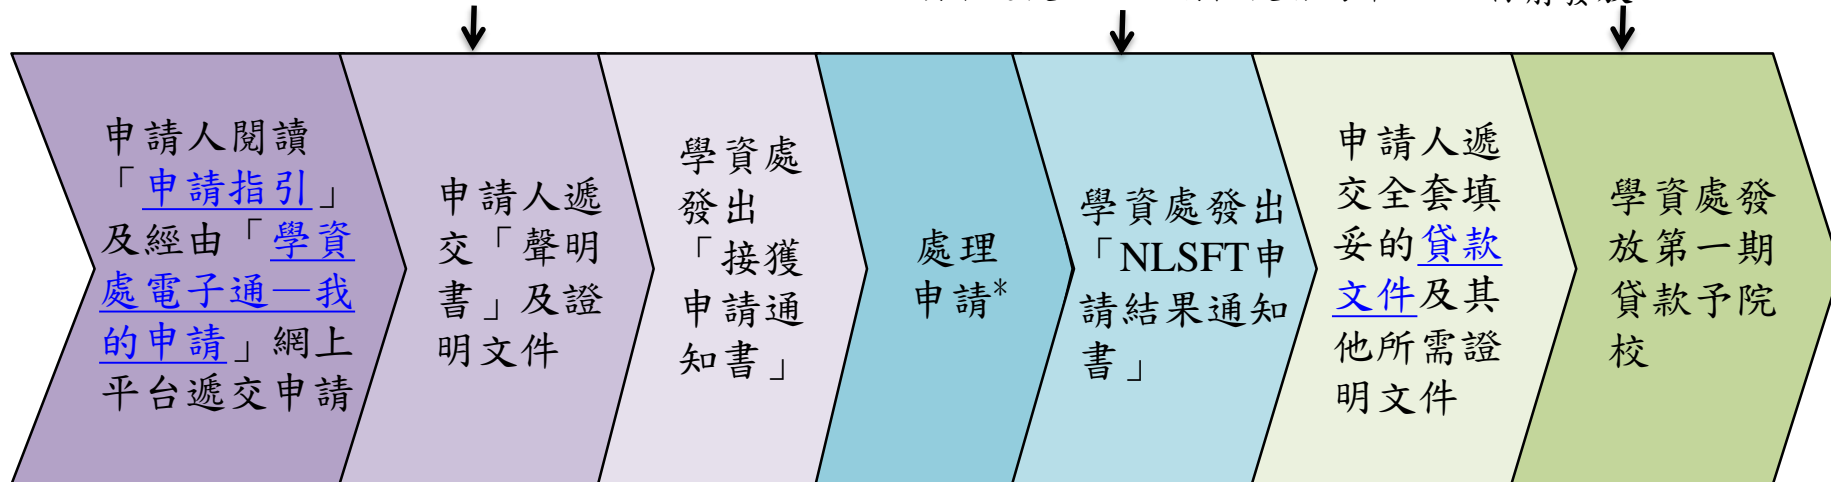 申請人閱讀
「申請指引」
及經由「學資
處電子通—我
的申請」網上
平台遞交申請
申請人遞
交「聲明
書」及證
明文件
學資處
發出
「接獲
申請通
知書」
處理
申請*
學資處發出
「NLSFT申
請結果通知
書」
申請人遞
交全套填
妥的貸款
文件及其
他所需證
明文件
學資處發
放第一期
貸款予院
校